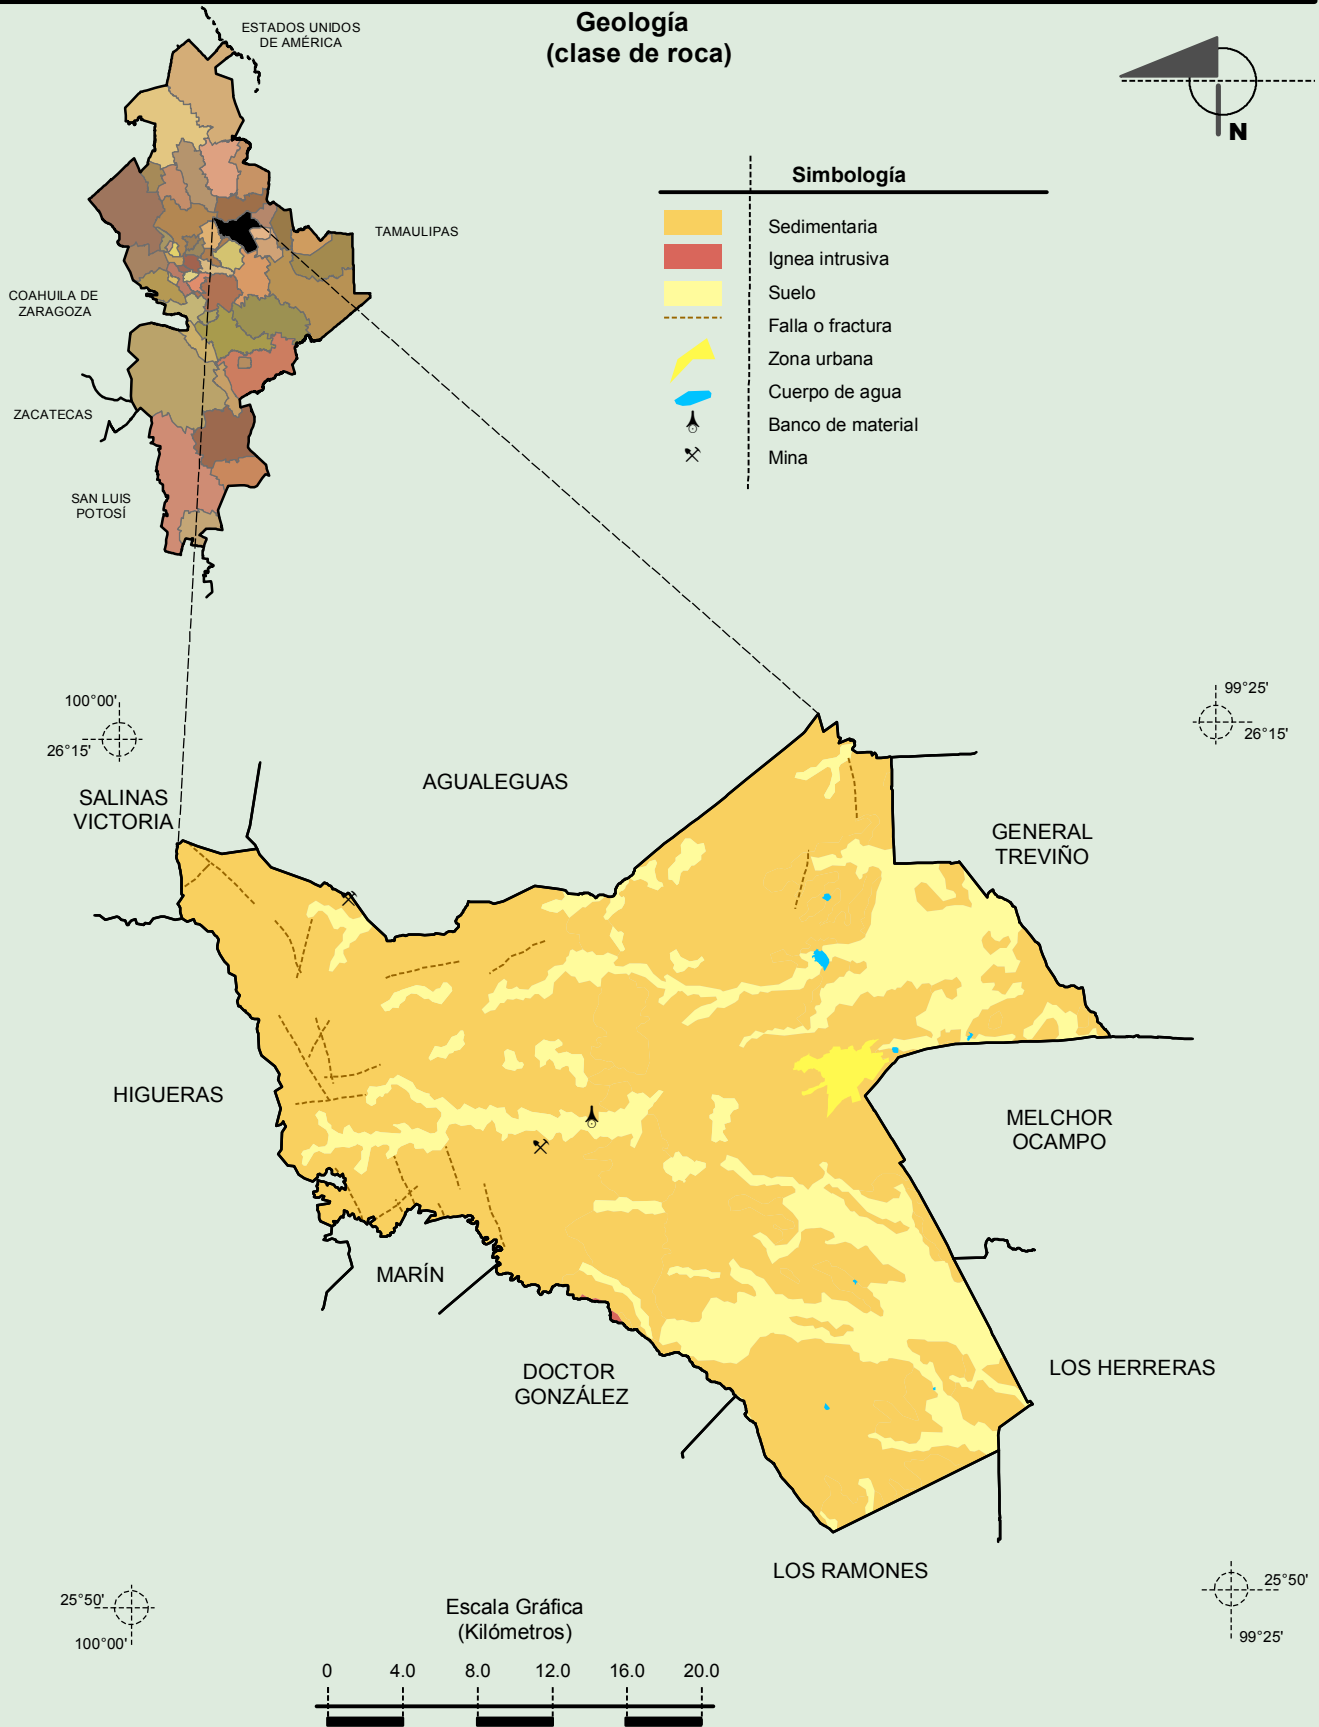 Geología
(clase de roca)
ESTADOS UNIDOS
DE AMÉRICA
N
TAMAULIPAS
COAHUILA DE
ZARAGOZA
ZACATECAS
SAN LUIS
POTOSÍ
Simbología
Sedimentaria
Ignea intrusiva
Suelo
Falla o fractura
Zona urbana
Cuerpo de agua
Banco de material
Mina
100°00'
26°15'
99°25'
26°15'
SALINAS
VICTORIA
AGUALEGUAS
GENERAL
TREVIÑO
HIGUERAS
MELCHOR
OCAMPO
MARÍN
DOCTOR
GONZÁLEZ
LOS HERRERAS
LOS RAMONES
25°50'
100°00'
25°50'
99°25'
Escala Gráfica
(Kilómetros)
0 4.0 8.0 12.0 16.0 20.0